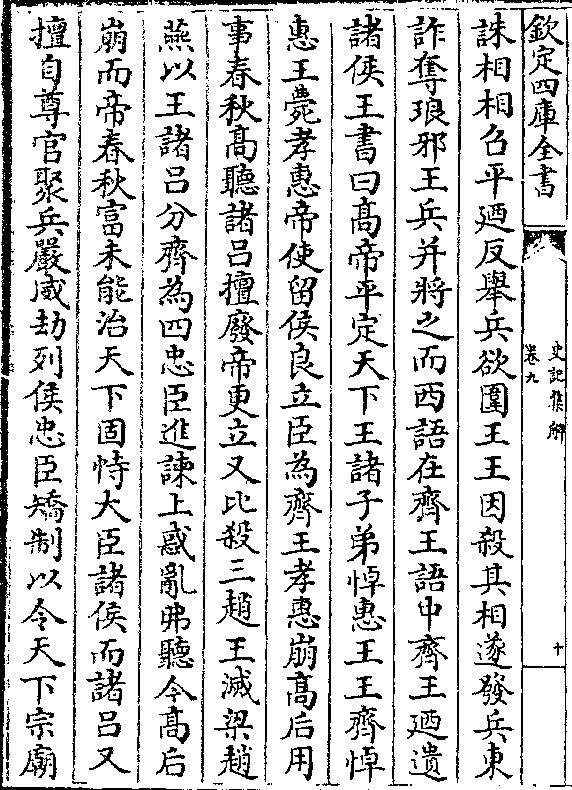 欽定四庫全書
史記集解
卷九
十
誅相相召平廼反舉兵欲圍王王因殺其相遂發兵東
詐奪琅邪王兵并將之而西語在齊王語中齊王廼遺
諸侯王書曰髙帝平定天下王諸子弟悼惠王王齊悼
惠王薨孝惠帝使留侯良立臣為齊王孝惠崩髙后用
事春秋髙聽諸吕擅廢帝更立又比殺三趙王滅梁趙
燕以王諸吕分齊為四忠臣進諫上惑亂弗聽今髙后
崩而帝春秋富未能治天下固恃大臣諸侯而諸吕又
擅自尊官聚兵嚴威劫列侯忠臣矯制以令天下宗廟